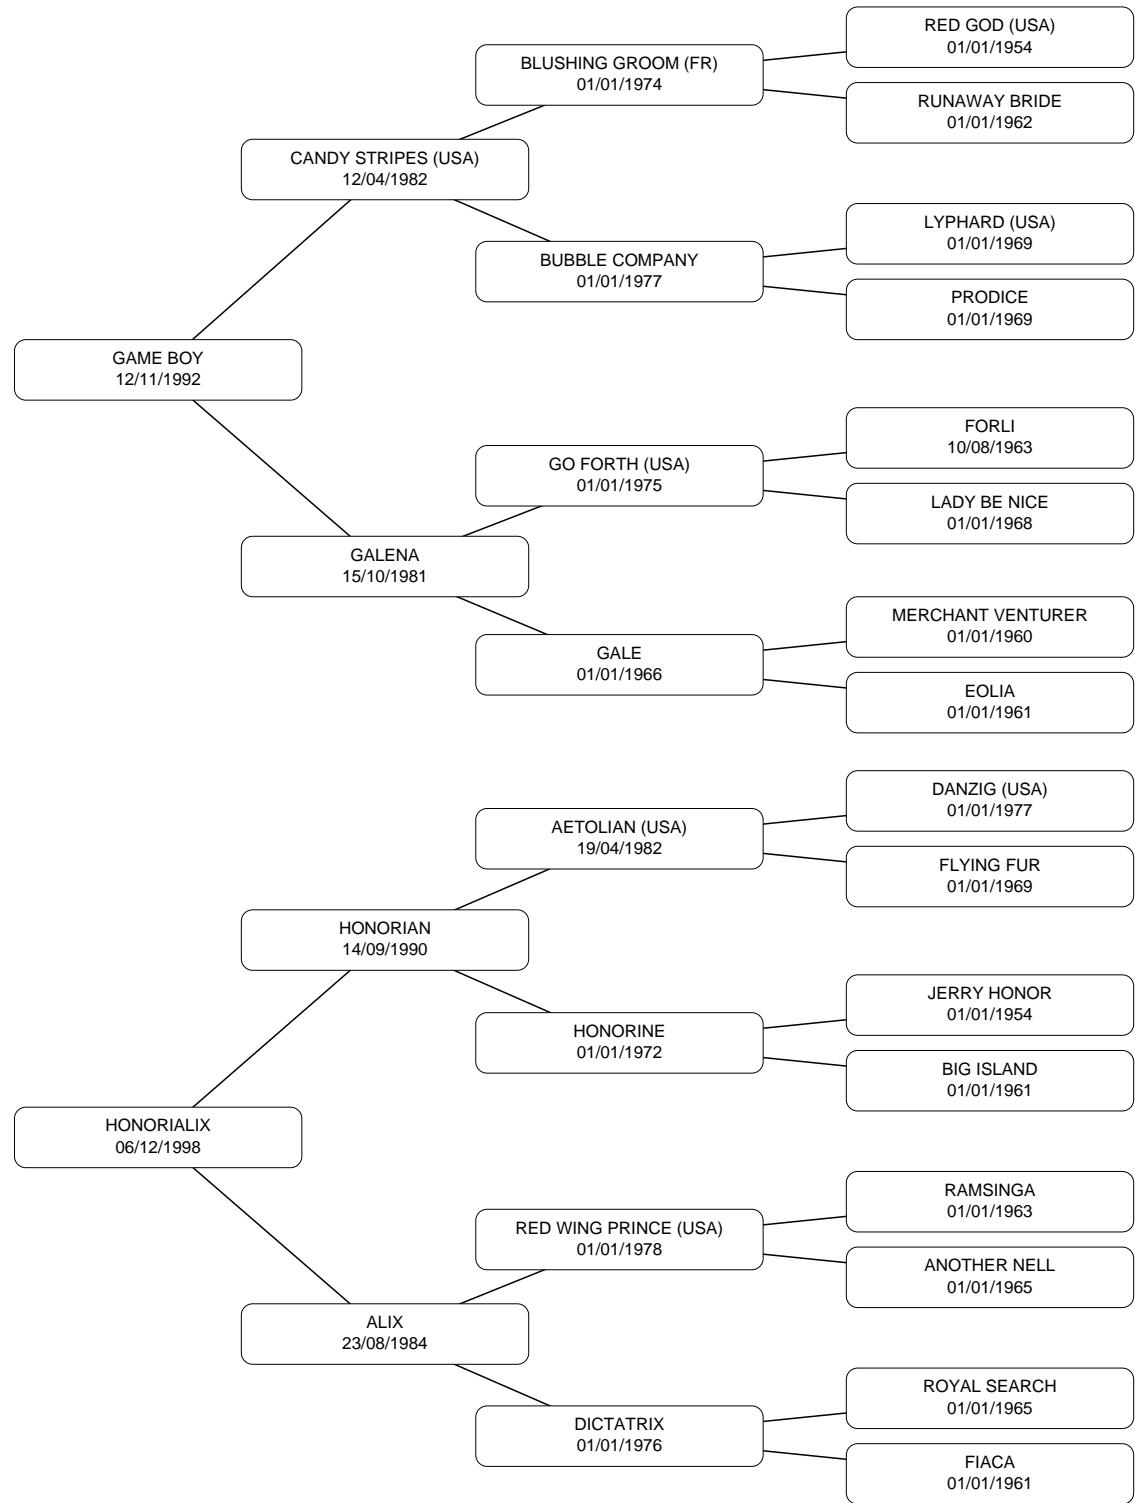 RED GOD (USA)
01/01/1954
BLUSHING GROOM (FR)
01/01/1974
RUNAWAY BRIDE
01/01/1962
CANDY STRIPES (USA)
12/04/1982
LYPHARD (USA)
01/01/1969
BUBBLE COMPANY
01/01/1977
PRODICE
01/01/1969
GAME BOY
12/11/1992
FORLI
10/08/1963
GO FORTH (USA)
01/01/1975
LADY BE NICE
01/01/1968
GALENA
15/10/1981
MERCHANT VENTURER
01/01/1960
GALE
01/01/1966
EOLIA
01/01/1961
DANZIG (USA)
01/01/1977
AETOLIAN (USA)
19/04/1982
FLYING FUR
01/01/1969
HONORIAN
14/09/1990
JERRY HONOR
01/01/1954
HONORINE
01/01/1972
BIG ISLAND
01/01/1961
HONORIALIX
06/12/1998
RAMSINGA
01/01/1963
RED WING PRINCE (USA)
01/01/1978
ANOTHER NELL
01/01/1965
ALIX
23/08/1984
ROYAL SEARCH
01/01/1965
DICTATRIX
01/01/1976
FIACA
01/01/1961